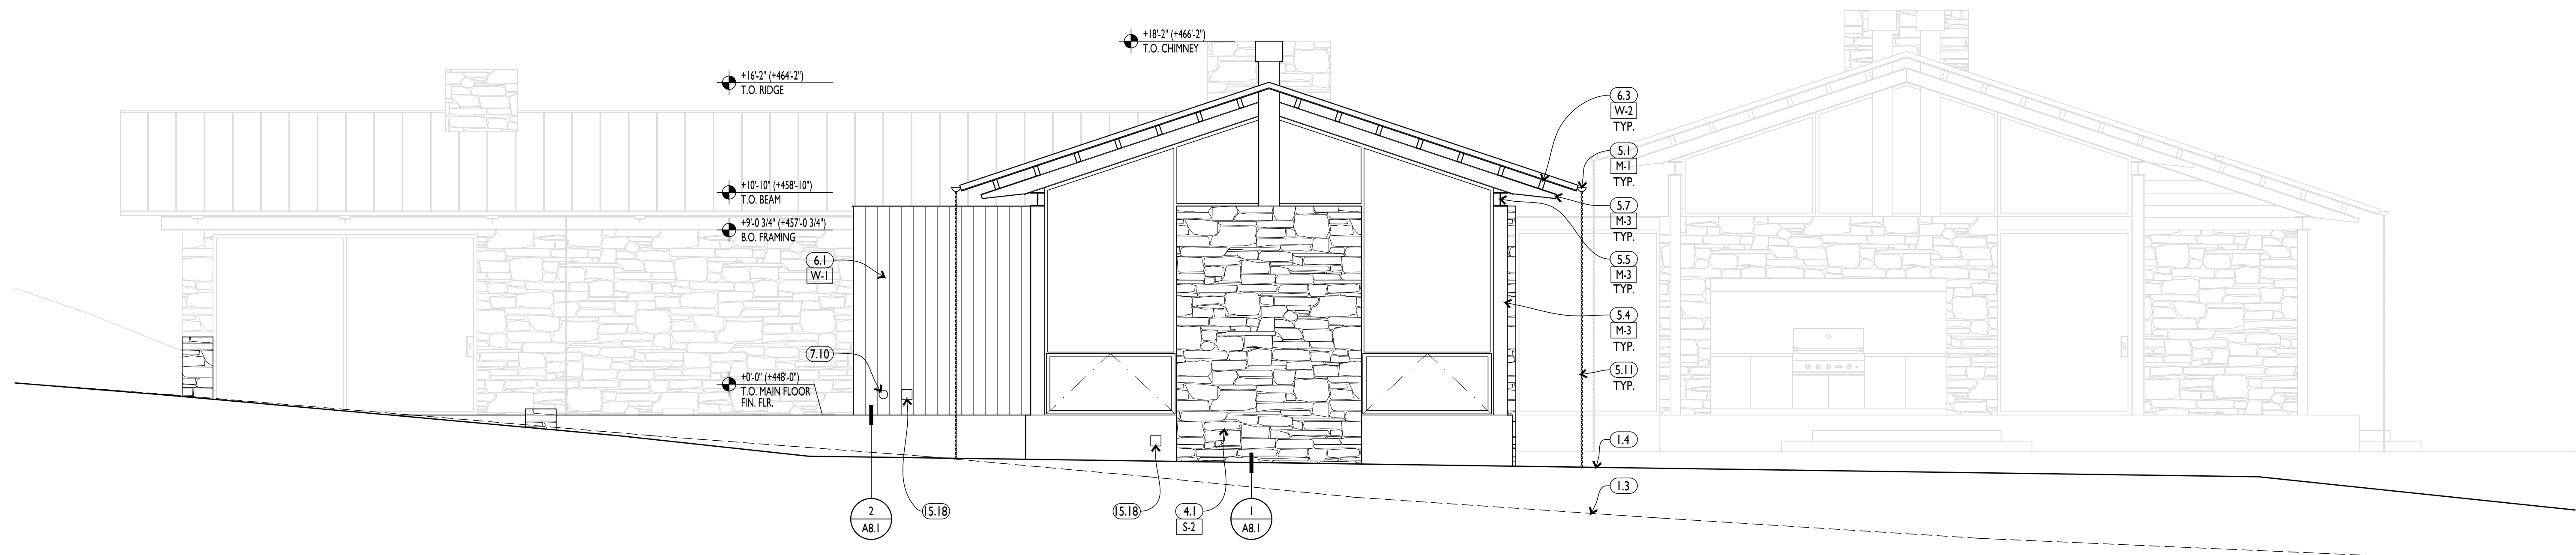 +18'-2" (+466'-2")
T.O. CHIMNEY
+16'-2" (+464'-2")
T.O. RIDGE
+10'-10" (+458'-10")
T.O. BEAM
+9'-0 3/4" (+457'-0 3/4")
B.O. FRAMING
6.1
W-1
7.10
+0'-0" (+448'-0")
T.O. MAIN FLOOR
FIN. FLR.
6.3
W-2
TYP.
5.1
M-1
TYP.
5.7
M-3
TYP.
5.5
M-3
TYP.
5.4
M-3
TYP.
5.11
TYP.
1.4
1.3
2
A8.1
15.18
15.18
4.1
S-2
1
A8.1